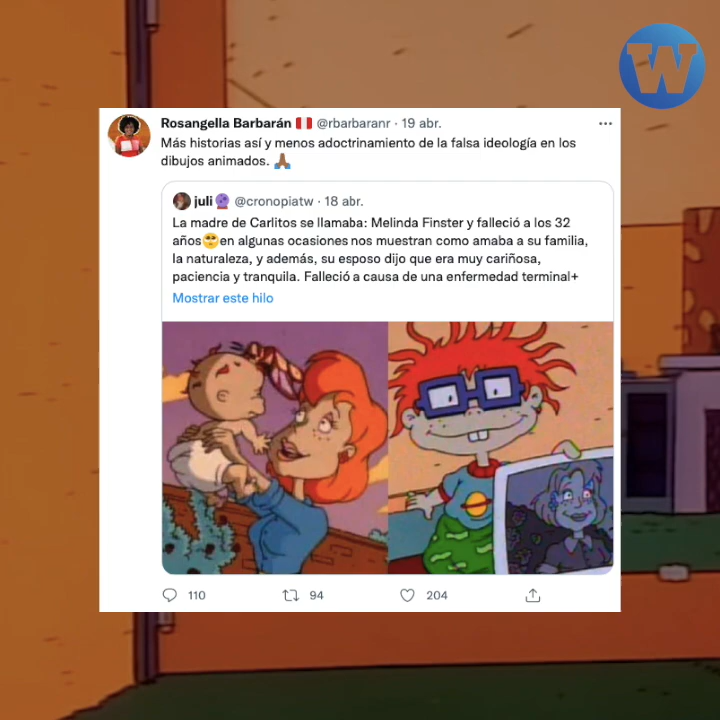 W
Rosangella Barbarán 🇵🇪 @rbarbaranr · 19 abr.
Más historias así y menos adoctrinamiento de la falsa ideología en los
dibujos animados. 🙏🏾
juli 🔮 @cronopiatw · 18 abr.
La madre de Carlitos se llamaba: Melinda Finster y falleció a los 32
años🥺en algunas ocasiones nos muestran como amaba a su familia,
la naturaleza, y además, su esposo dijo que era muy cariñosa,
paciencia y tranquila. Falleció a causa de una enfermedad terminal+
Mostrar este hilo
110 94 204